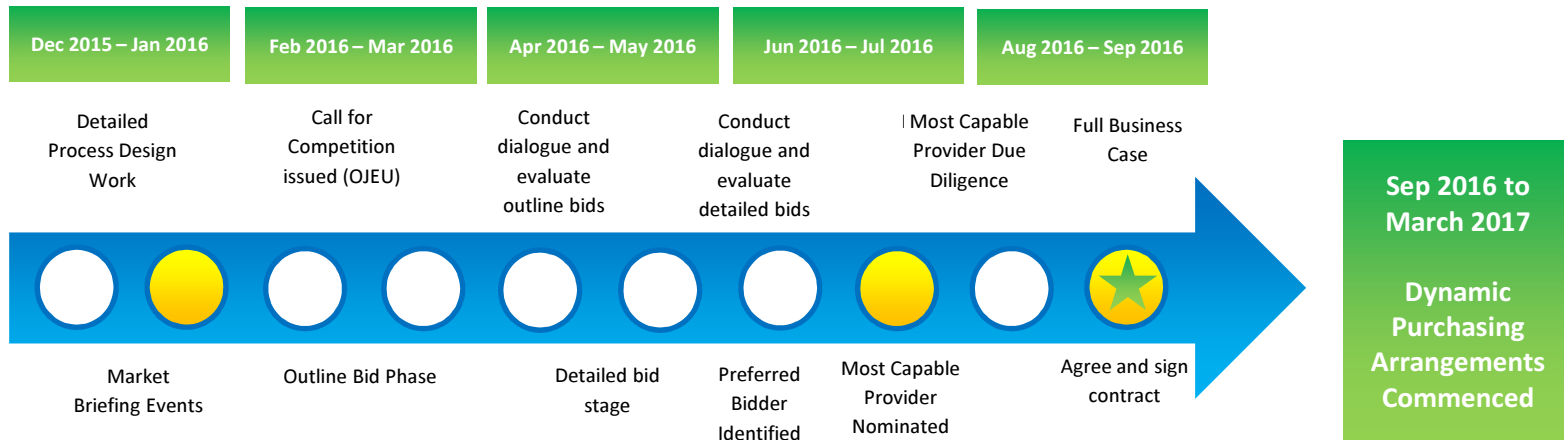 Dec 2015 – Jan 2016
Feb 2016 – Mar 2016
Apr 2016 – May 2016
Jun 2016 – Jul 2016
Aug 2016 – Sep 2016
Detailed
Process Design
Work
Call for
Competition
issued (OJEU)
Conduct
dialogue and
evaluate
outline bids
Conduct
dialogue and
evaluate
detailed bids
l Most Capable
Provider Due
Diligence
Full Business
Case
Market
Briefing Events
Outline Bid Phase
Detailed bid
stage
Preferred
Bidder
Identified
Most Capable
Provider
Nominated
Agree and sign
contract
Sep 2016 to
March 2017
Dynamic
Purchasing
Arrangements
Commenced